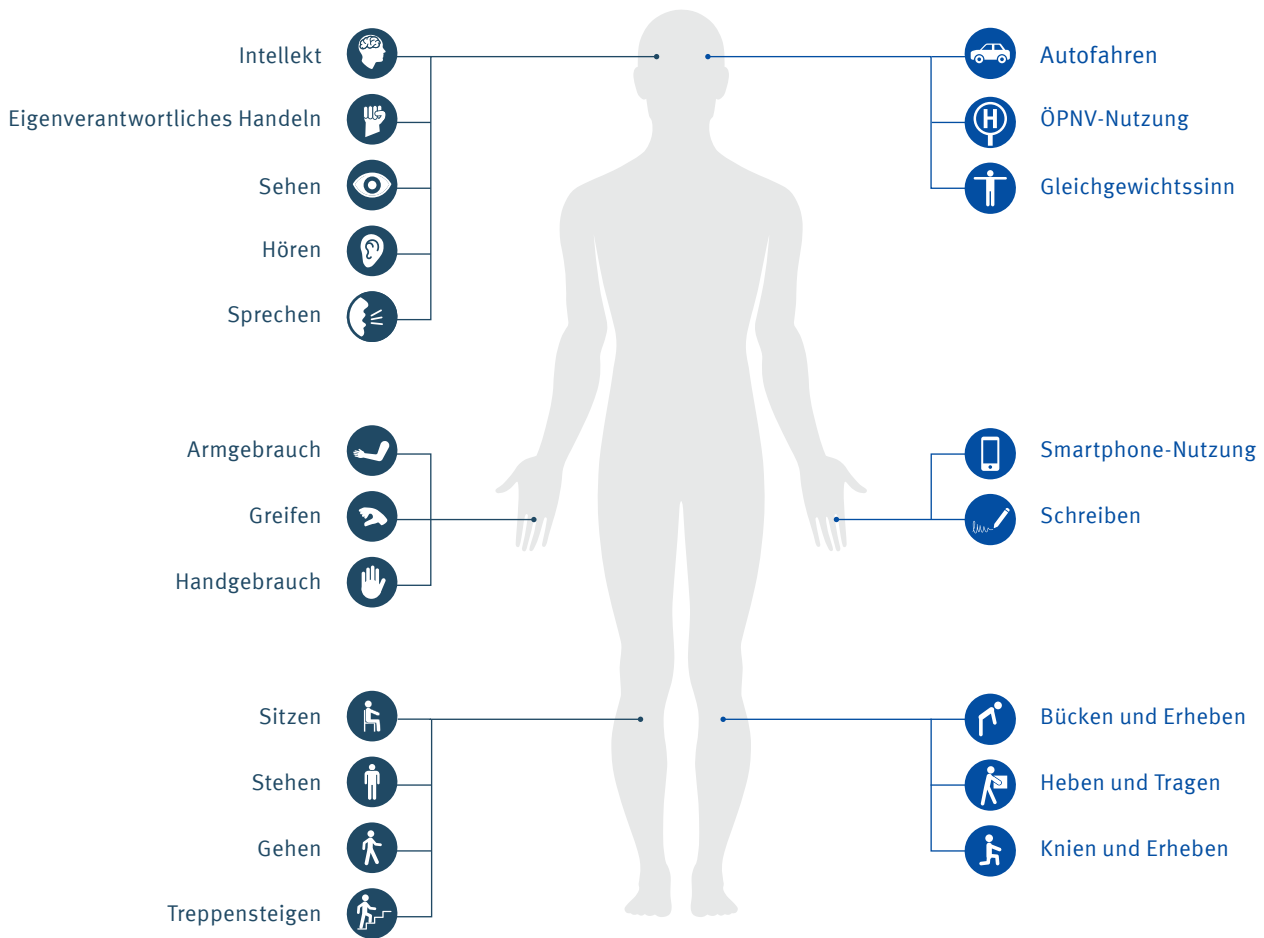 Intellekt
Eigenverantwortliches Handeln
Sehen
Hören
Sprechen
Armgebrauch
Greifen
Handgebrauch
Sitzen
Stehen
Gehen
Treppensteigen
Autofahren
H
ÖPNV-Nutzung
Gleichgewichtssinn
Smartphone-Nutzung
Schreiben
Bücken und Erheben
Heben und Tragen
Knien und Erheben